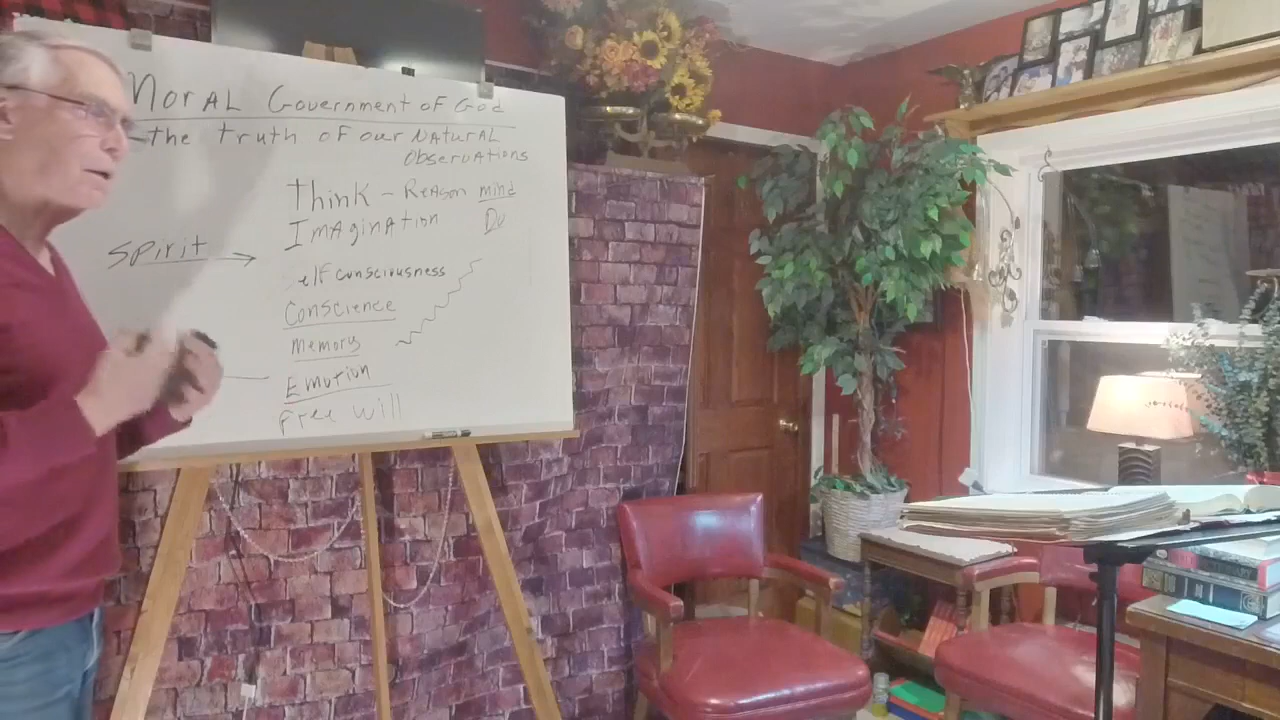 Moral Government of God
the truth of our Natural
Observations
Think - Reason mind
Imagination Du
Spirit
elf consciousness
Conscience
Memory
Emotion
free will